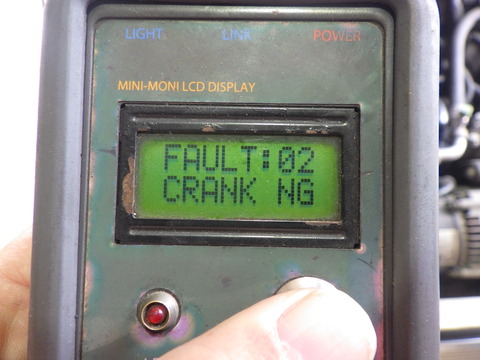 LIGHT LINK POWER
MINI-MONI LCD DISPLAY
FAULT:02
CRANK NG